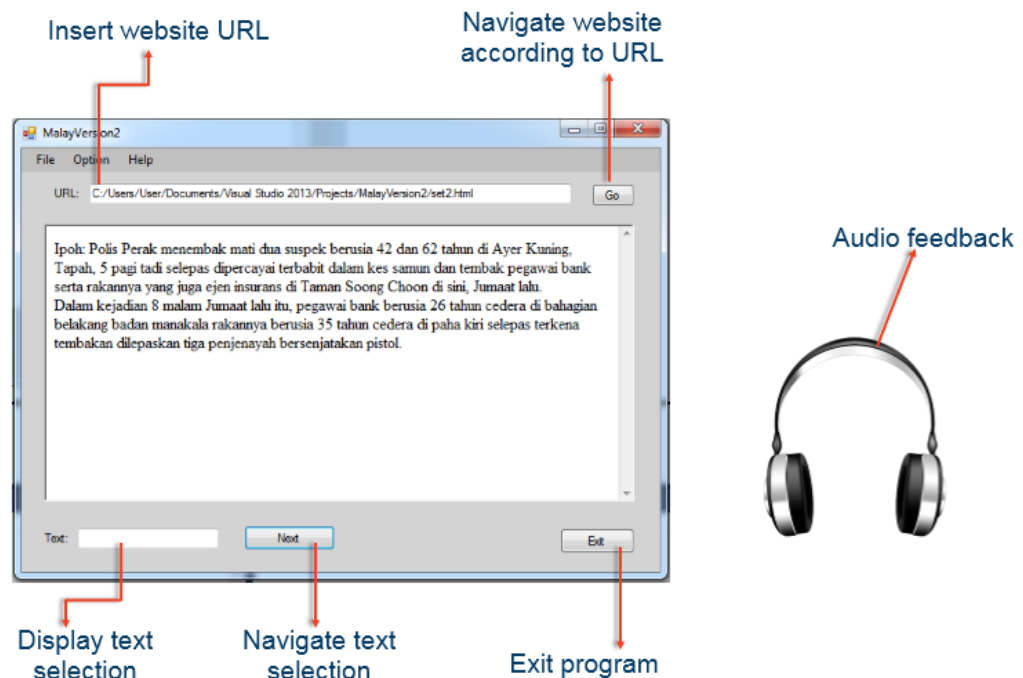 Insert website URL
Navigate website
according to URL
MalayVersion2
File Option Help
URL: C:/Users/User/Documents/Visual Studio 2013/Projects/MalayVersion2/set2.html Go
Audio feedback
Ipoh: Polis Perak menembak mati dua suspek berusia 42 dan 62 tahun di Ayer Kuning,
Tapah, 5 pagi tadi selepas dipercayai terbabit dalam kes samun dan tembak pegawai bank
serta rakannya yang juga ejen insurans di Taman Soong Choon di sini, Jumaat lalu.
Dalam kejadian 8 malam Jumaat lalu itu, pegawai bank berusia 26 tahun cedera di bahagian
belakang badan manakala rakannya berusia 35 tahun cedera di paha kiri selepas terkena
tembakan dilepaskan tiga penjenayah bersenjatakan pistol.
Text: Next Exit
Display text
selection
Navigate text
selection
Exit program